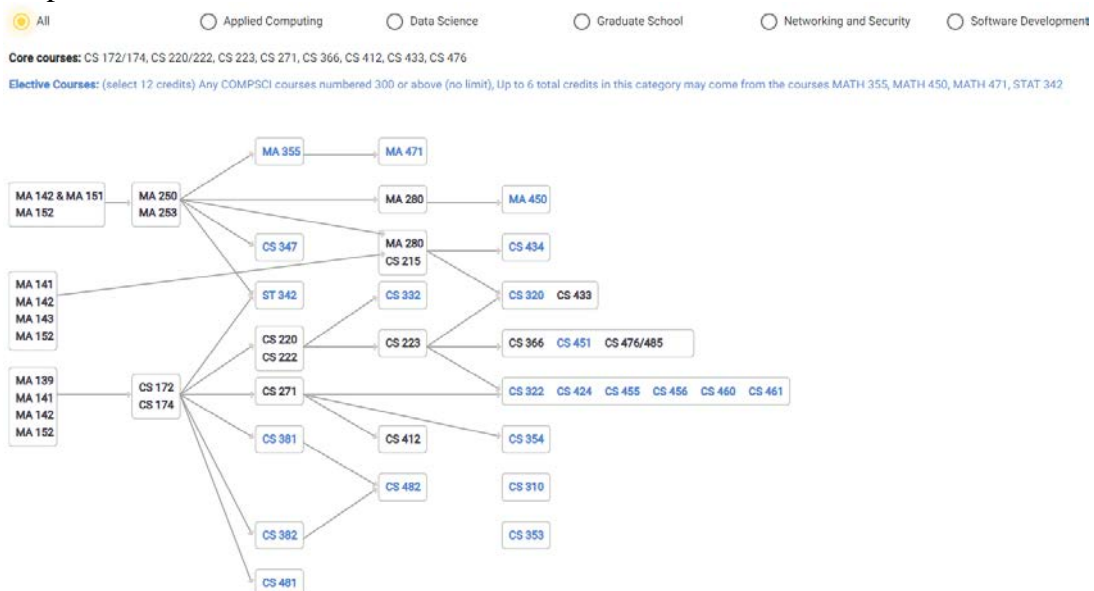 All Applied Computing Data Science Graduate School Networking and Security Software Development
Core courses: CS 172/174, CS 220/222, CS 223, CS 271, CS 366, CS 412, CS 433, CS 476
Elective Courses: (select 12 credits) Any COMPSCI courses numbered 300 or above (no limit), Up to 6 total credits in this category may come from the courses MATH 355, MATH 450, MATH 471, STAT 342
MA 355 MA 471
MA 142 & MA 151
MA 152
MA 250
MA 253
MA 280 MA 450
CS 347
MA 280
CS 215
CS 434
MA 141
MA 142
MA 143
MA 152
ST 342 CS 332 CS 320 CS 433
CS 220
CS 222
CS 223 CS 366 CS 451 CS 476/485
MA 139
MA 141
MA 142
MA 152
CS 172
CS 174
CS 271 CS 322 CS 424 CS 455 CS 456 CS 460 CS 461
CS 381 CS 412 CS 354
CS 482 CS 310
CS 382 CS 353
CS 481